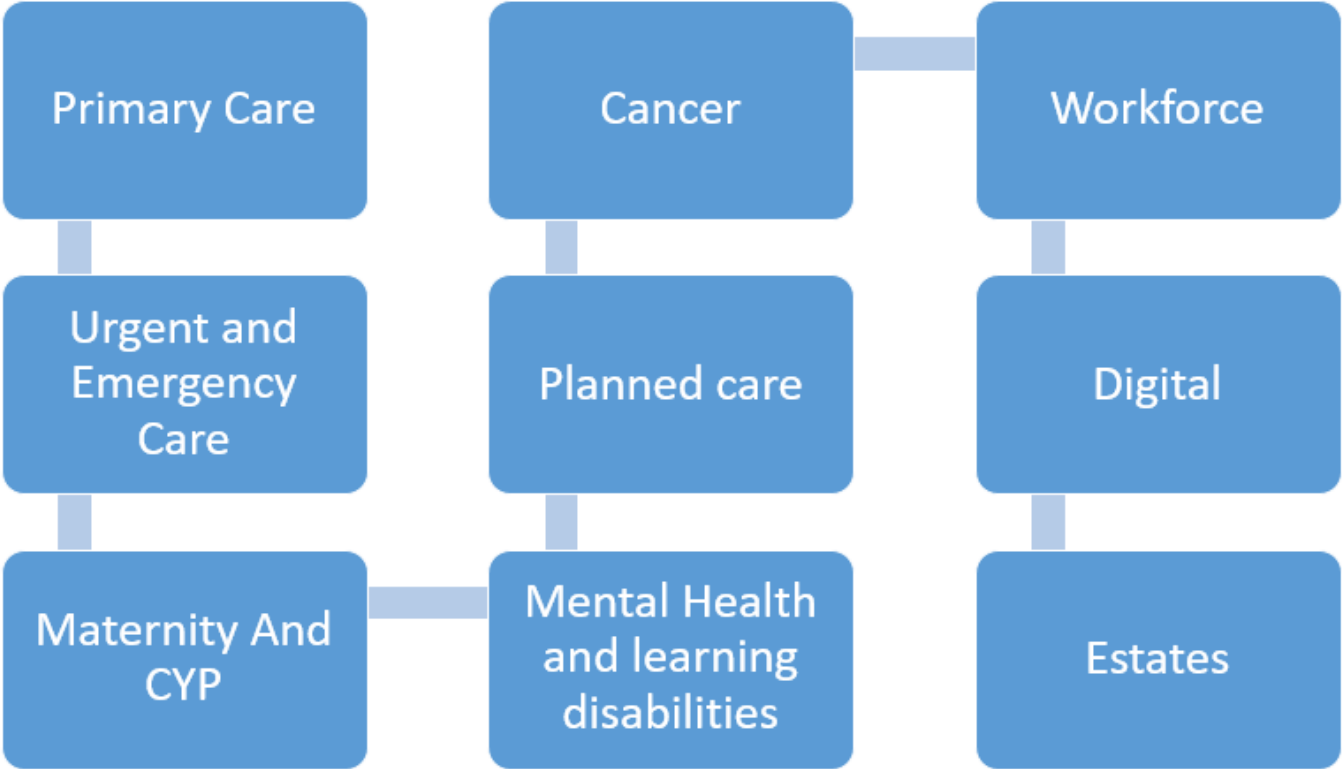 Primary Care
Urgent and
Emergency
Care
Maternity And
CYP
Mental Health
and learning
disabilities
Planned care
Cancer
Workforce
Digital
Estates